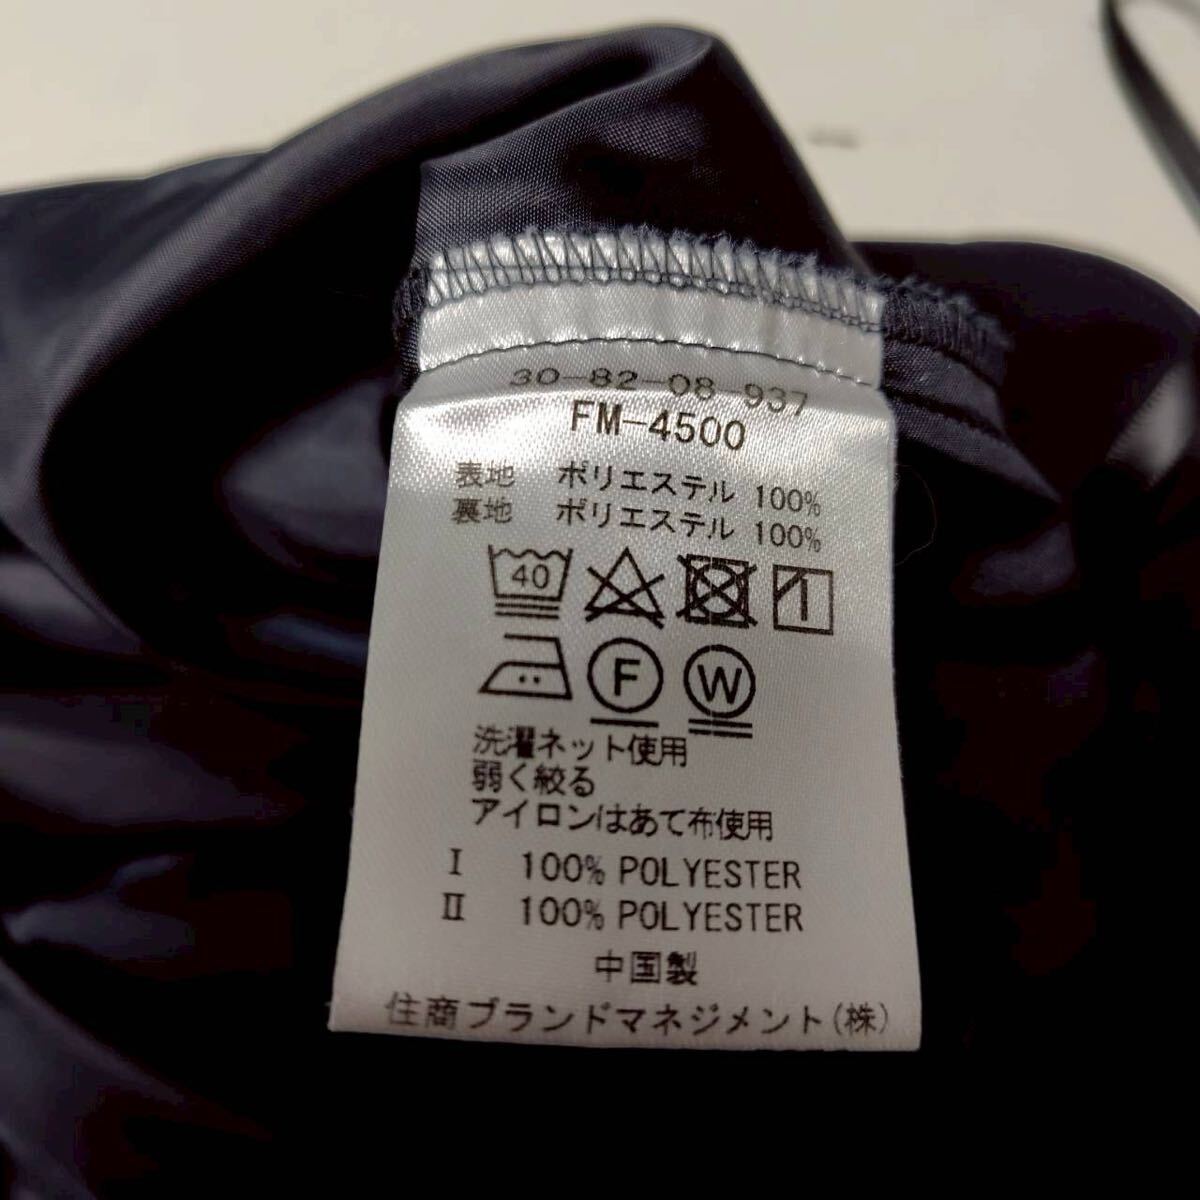 30-82-08-937
FM-4500
表地 ポリエステル 100%
裏地 ポリエステル 100%
40
F W
洗濯ネット使用
弱く絞る
アイロンはあて布使用
I 100% POLYESTER
II 100% POLYESTER
中国製
住商ブランドマネジメント(株)